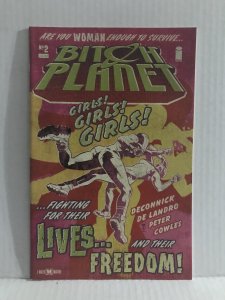 ARE YOU WOMAN ENOUGH TO SURVIVE...
Nº2
BITCH
PLANET
GIRLS!
GIRLS!
GIRLS!
...FIGHTING
FOR THEIR
DECONNICK
DE LANDRO
PETER
COWLES
LIVES...
AND THEIR
FREEDOM!